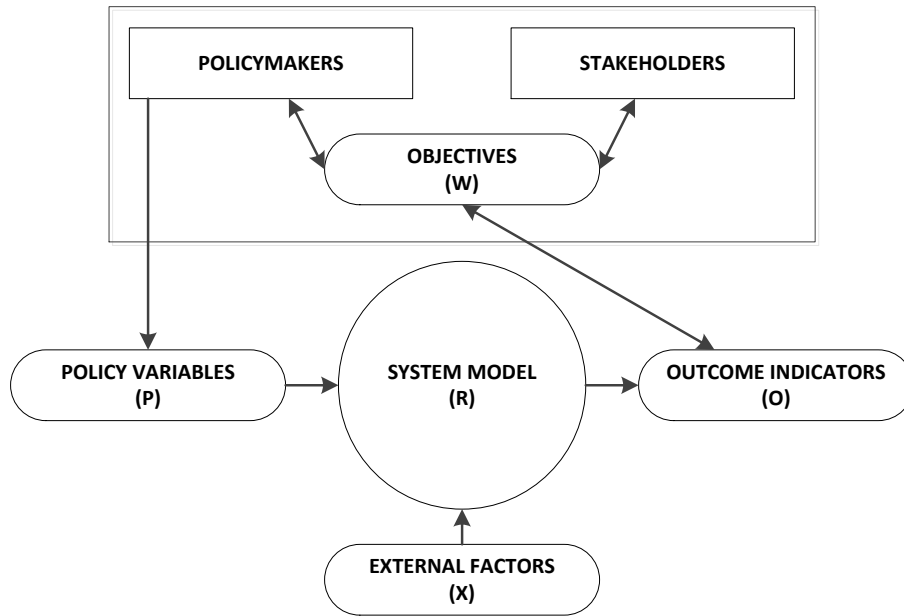 POLICYMAKERS
STAKEHOLDERS
OBJECTIVES
(W)
POLICY VARIABLES
(P)
SYSTEM MODEL
(R)
OUTCOME INDICATORS
(O)
EXTERNAL FACTORS
(X)